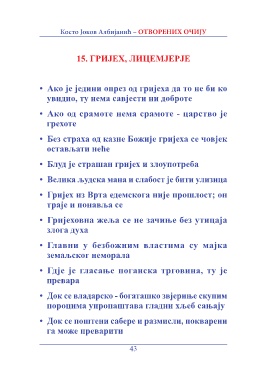 Косто Јоков Албијанић – ОТВОРЕНИХ ОЧИЈУ
15. ГРИЈЕХ, ЛИЦЕМЈЕРЈЕ
• Ако је једини опрез од гријеха да то не би ко
увидио, ту нема савјести ни доброте
• Ако од срамоте нема срамоте - царство је
грехоте
• Без страха од казне Божије гријеха се човјек
остављати неће
• Блуд је страшан гријех и злоупотреба
• Велика људска мана и слабост је бити улизица
• Гријех из Врта едемскога није прошлост; он
траје и понавља се
• Гријеховна жеља се не зачиње без утицаја
злога духа
• Главни у безбожним властима су мајка
земаљског неморала
• Гдје је гласање поганска трговина, ту је
превара
• Док се владарско - богаташко звјериње скупим
пороцима упропаштава гладни хљеб сањају
• Док се поштени сабере и размисли, покварени
га може преварити
43